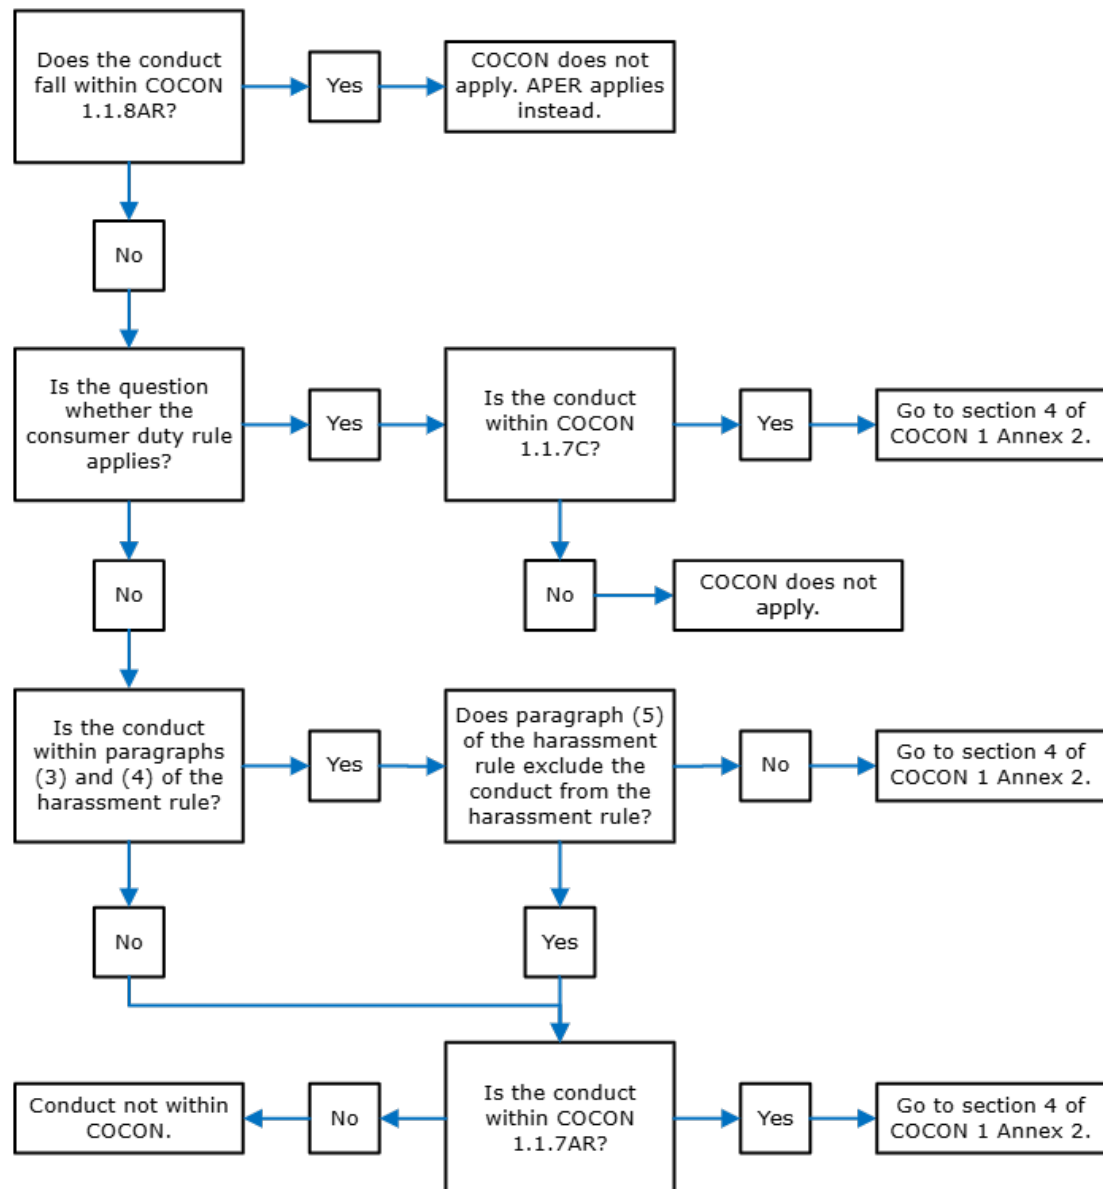 Does the conduct
fall within COCON
1.1.8AR?
Yes
COCON does not
apply. APER applies
instead.
No
Is the question
whether the
consumer duty rule
applies?
Yes
Is the conduct
within COCON
1.1.7C?
Yes
Go to section 4 of
COCON 1 Annex 2.
No
No
COCON does not
apply.
Is the conduct
within paragraphs
(3) and (4) of the
harassment rule?
Yes
Does paragraph (5)
of the harassment
rule exclude the
conduct from the
harassment rule?
No
Go to section 4 of
COCON 1 Annex 2.
No
Yes
Conduct not within
COCON.
No
Is the conduct
within COCON
1.1.7AR?
Yes
Go to section 4 of
COCON 1 Annex 2.